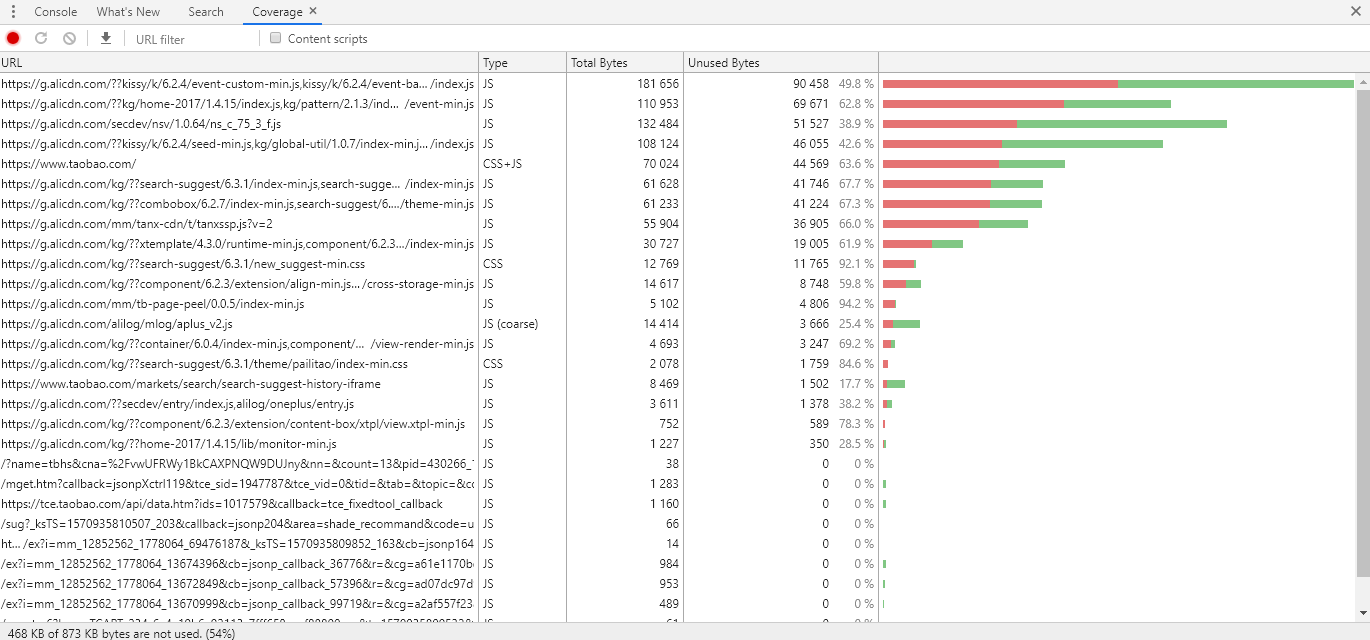 Console What's New Search Coverage ✕
URL filter Content scripts
URL Type Total Bytes Unused Bytes
https://g.alicdn.com/??kissy/k/6.2.4/event-custom-min.js,kissy/k/6.2.4/event-ba… /index.js JS 181 656 90 458 49.8 %
https://g.alicdn.com/??kg/home-2017/1.4.15/index.js,kg/pattern/2.1.3/ind… /event-min.js JS 110 953 69 671 62.8 %
https://g.alicdn.com/secdev/nsv/1.0.64/ns_c_75_3_f.js JS 132 484 51 527 38.9 %
https://g.alicdn.com/??kissy/k/6.2.4/seed-min.js,kg/global-util/1.0.7/index-min.j… /index.js JS 108 124 46 055 42.6 %
https://www.taobao.com/ CSS+JS 70 024 44 569 63.6 %
https://g.alicdn.com/kg/??search-suggest/6.3.1/index-min.js,search-sugge… /index-min.js JS 61 628 41 746 67.7 %
https://g.alicdn.com/kg/??combobox/6.2.7/index-min.js,search-suggest/6.… /theme-min.js JS 61 233 41 224 67.3 %
https://g.alicdn.com/mm/tanx-cdn/t/tanxssp.js?v=2 JS 55 904 36 905 66.0 %
https://g.alicdn.com/kg/??xtemplate/4.3.0/runtime-min.js,component/6.2.3… /index-min.js JS 30 727 19 005 61.9 %
https://g.alicdn.com/kg/??search-suggest/6.3.1/new_suggest-min.css CSS 12 769 11 765 92.1 %
https://g.alicdn.com/kg/??component/6.2.3/extension/align-min.js… /cross-storage-min.js JS 14 617 8 748 59.8 %
https://g.alicdn.com/mm/tb-page-peel/0.0.5/index-min.js JS 5 102 4 806 94.2 %
https://g.alicdn.com/alilog/mlog/aplus_v2.js JS (coarse) 14 414 3 666 25.4 %
https://g.alicdn.com/kg/??container/6.0.4/index-min.js,component/… /view-render-min.js JS 4 693 3 247 69.2 %
https://g.alicdn.com/kg/??search-suggest/6.3.1/theme/pailitao/index-min.css CSS 2 078 1 759 84.6 %
https://www.taobao.com/markets/search/search-suggest-history-iframe JS 8 469 1 502 17.7 %
https://g.alicdn.com/??secdev/entry/index.js,alilog/oneplus/entry.js JS 3 611 1 378 38.2 %
https://g.alicdn.com/kg/??component/6.2.3/extension/content-box/xtpl/view.xtpl-min.js JS 752 589 78.3 %
https://g.alicdn.com/kg/??home-2017/1.4.15/lib/monitor-min.js JS 1 227 350 28.5 %
/?name=tbhs&cna=%2FvwUFRWy1BkCAXPNQW9DUJny&nn=&count=13&pid=430266_ JS 38 0 0 %
/mget.htm?callback=jsonpXctrl119&tce_sid=1947787&tce_vid=0&tid=&tab=&topic=&cc JS 1 283 0 0 %
https://tce.taobao.com/api/data.htm?ids=1017579&callback=tce_fixedtool_callback JS 1 160 0 0 %
/sug?_ksTS=1570935810507_203&callback=jsonp204&area=shade_recommand&code=u JS 66 0 0 %
ht… /ex?i=mm_12852562_1778064_69476187&_ksTS=1570935809852_163&cb=jsonp164 JS 14 0 0 %
/ex?i=mm_12852562_1778064_13674396&cb=jsonp_callback_36776&r=&cg=a61e1170b JS 984 0 0 %
/ex?i=mm_12852562_1778064_13672849&cb=jsonp_callback_57396&r=&cg=ad07dc97d JS 953 0 0 %
/ex?i=mm_12852562_1778064_13670999&cb=jsonp_callback_99719&r=&cg=a2af557f23 JS 489 0 0 %
468 KB of 873 KB bytes are not used. (54%)